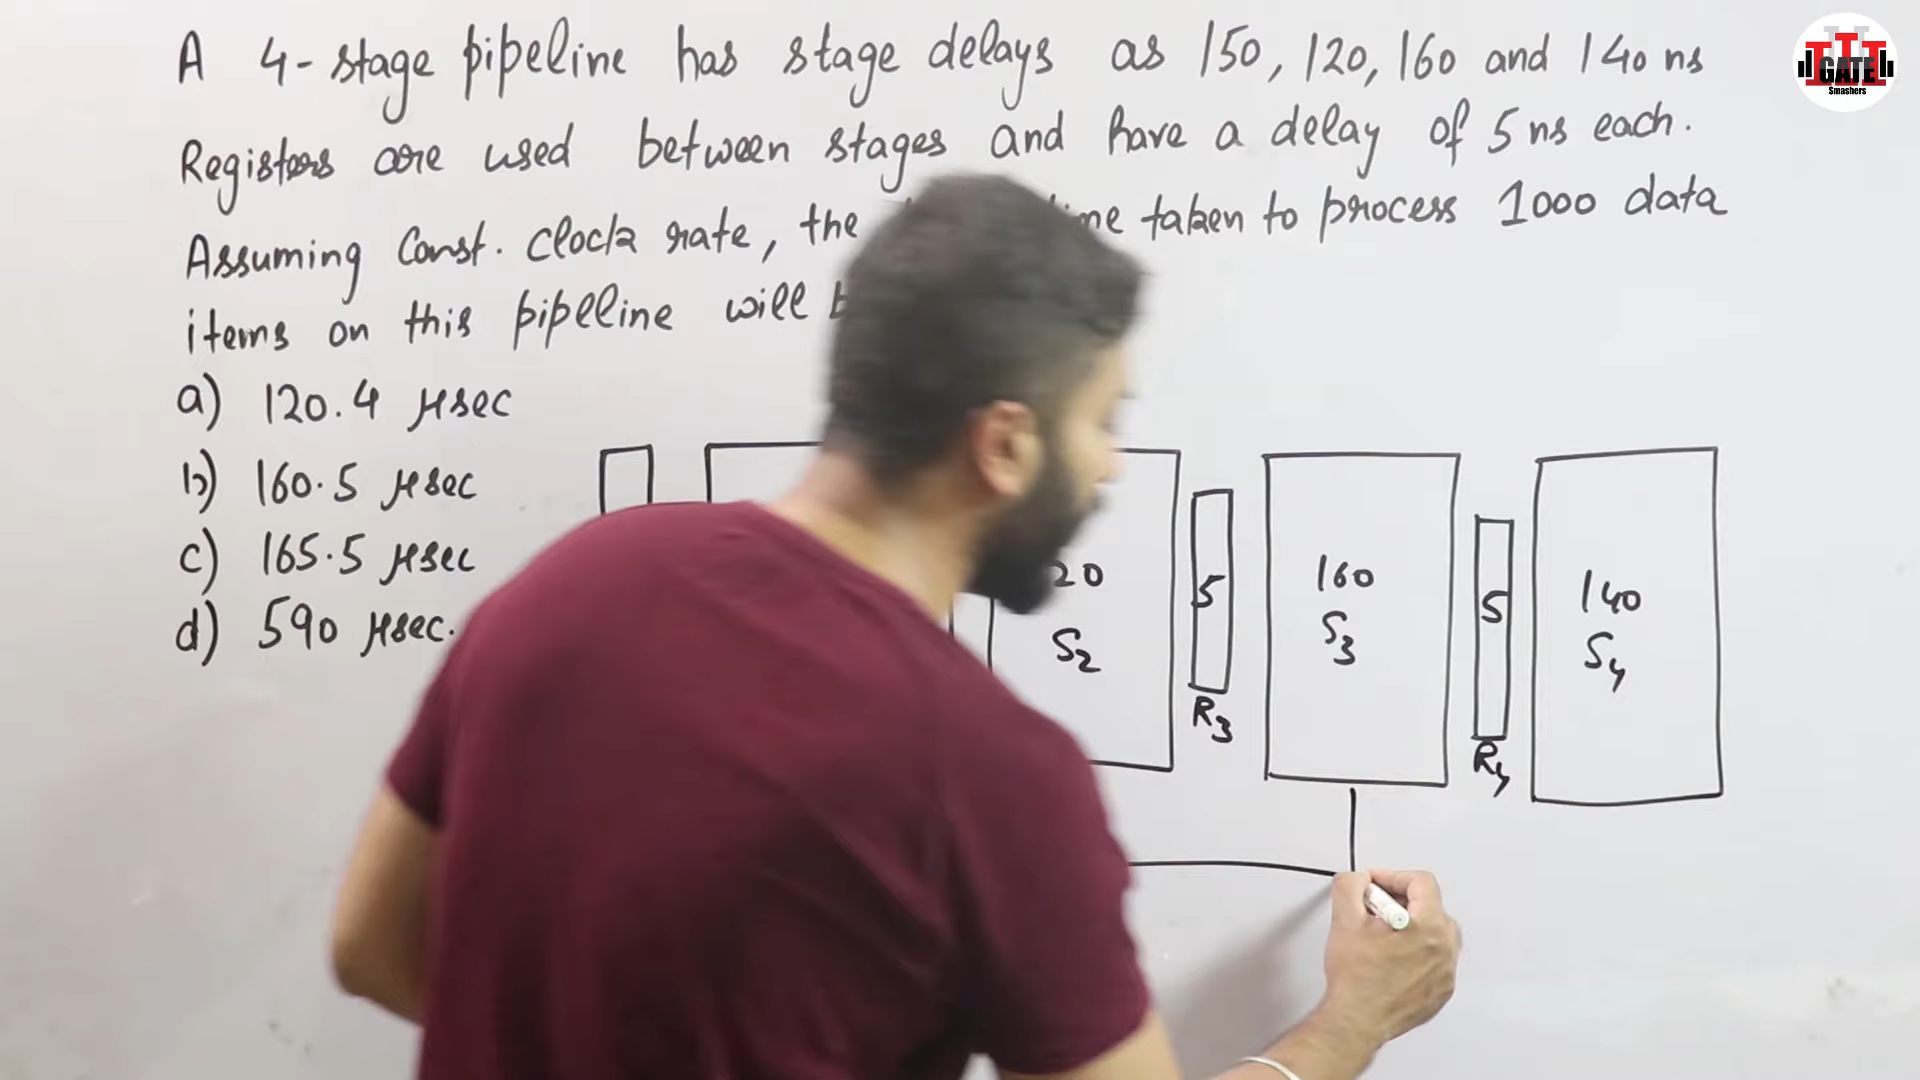 A 4-stage pipeline has stage delays as 150, 120, 160 and 140 ns
Registers are used between stages and have a delay of 5 ns each.
Assuming Const. clock rate, the taken to process 1000 data
items on this pipeline will
a) 120.4 μsec
b) 160.5 μsec
c) 165.5 μsec
d) 590 μsec.
20
S2
5
R3
160
S3
5
R4
140
S4
GATE
Smashers